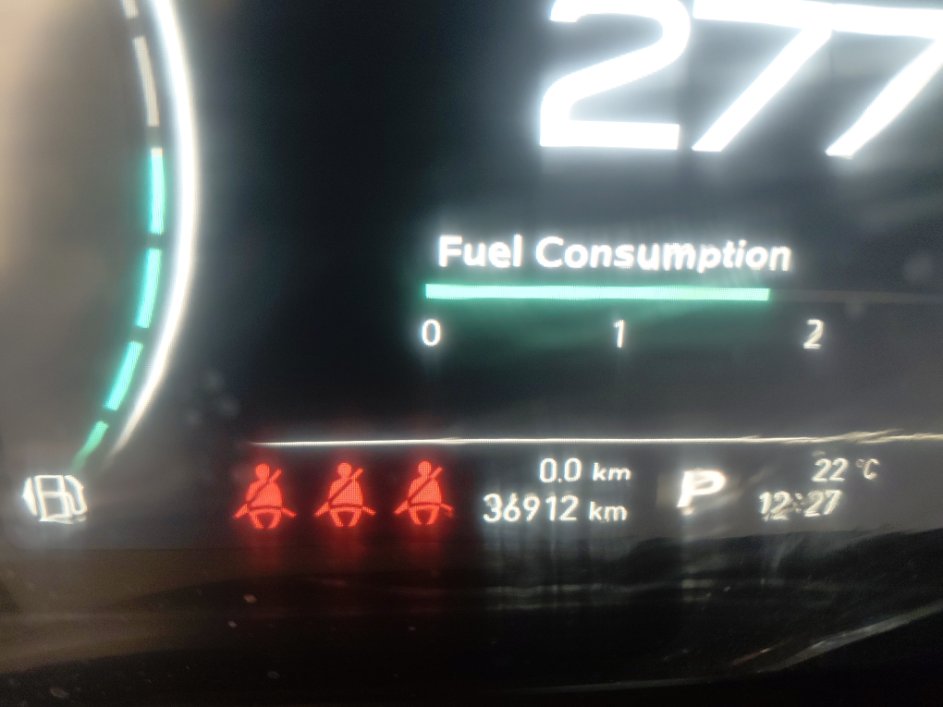 277
Fuel Consumption
0 1 2
0.0 km
22 °C
36912 km
P
12:27